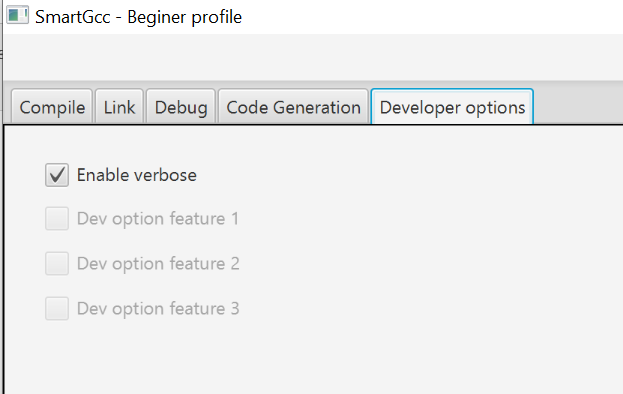 SmartGcc - Beginer profile
Compile Link Debug Code Generation Developer options
Enable verbose
Dev option feature 1
Dev option feature 2
Dev option feature 3